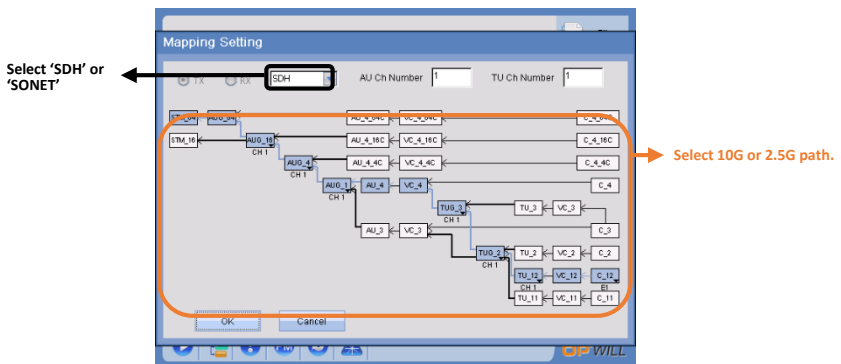 Mapping Setting
Select 'SDH' or
'SONET'
TX RX SDH AU Ch Number 1 TU Ch Number 1
STM_64 AUG_64 AU_4_64C VC_4_64C C_4_64C
STM_16 AUG_16 AU_4_16C VC_4_16C C_4_16C
CH 1
AUG_4 AU_4_4C VC_4_4C C_4_4C
CH 1
Select 10G or 2.5G path.
AUG_1 AU_4 VC_4 C_4
CH 1
TUG_3 TU_3 VC_3
CH 1
AU_3 VC_3 C_3
TUG_2 TU_2 VC_2 C_2
CH 1
TU_12 VC_12 C_12
CH 1 E1
TU_11 VC_11 C_11
OK Cancel
OPWILL